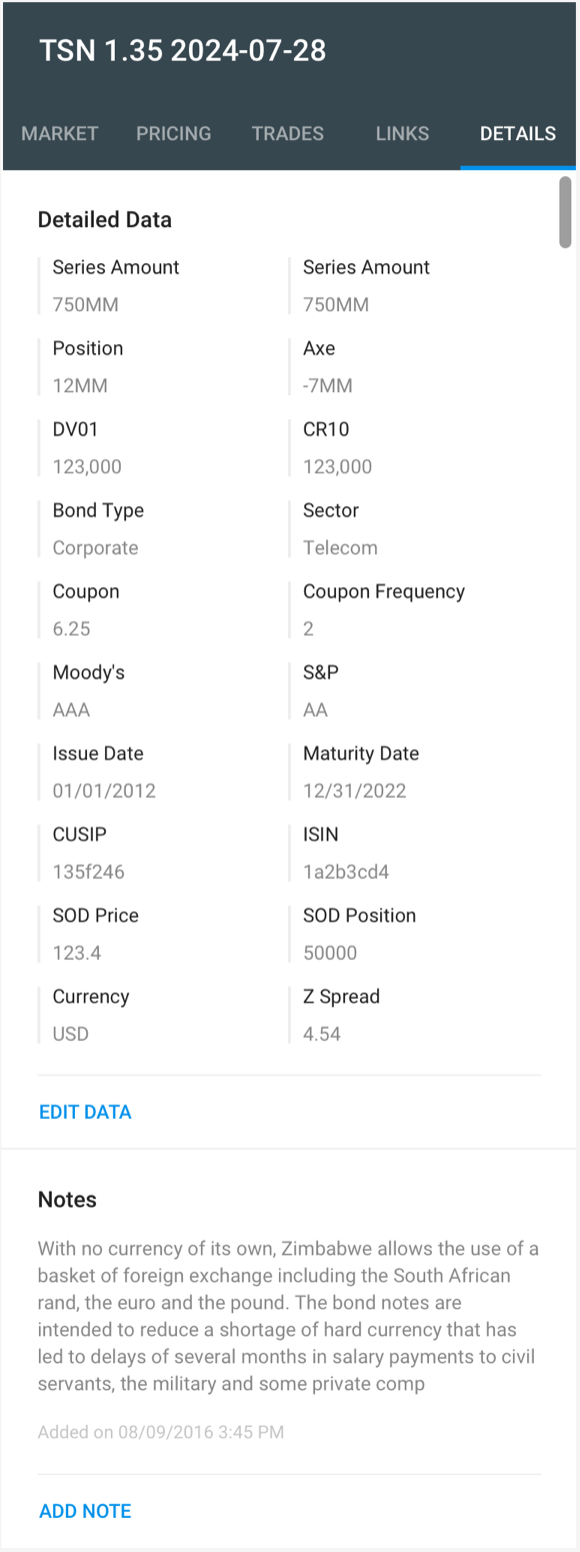 TSN 1.35 2024-07-28
MARKET PRICING TRADES LINKS DETAILS
Detailed Data
Series Amount Series Amount
750MM 750MM
Position Axe
12MM -7MM
DV01 CR10
123,000 123,000
Bond Type Sector
Corporate Telecom
Coupon Coupon Frequency
6.25 2
Moody's S&P
AAA AA
Issue Date Maturity Date
01/01/2012 12/31/2022
CUSIP ISIN
135f246 1a2b3cd4
SOD Price SOD Position
123.4 50000
Currency Z Spread
USD 4.54
EDIT DATA
Notes
With no currency of its own, Zimbabwe allows the use of a
basket of foreign exchange including the South African
rand, the euro and the pound. The bond notes are
intended to reduce a shortage of hard currency that has
led to delays of several months in salary payments to civil
servants, the military and some private comp
Added on 08/09/2016 3:45 PM
ADD NOTE